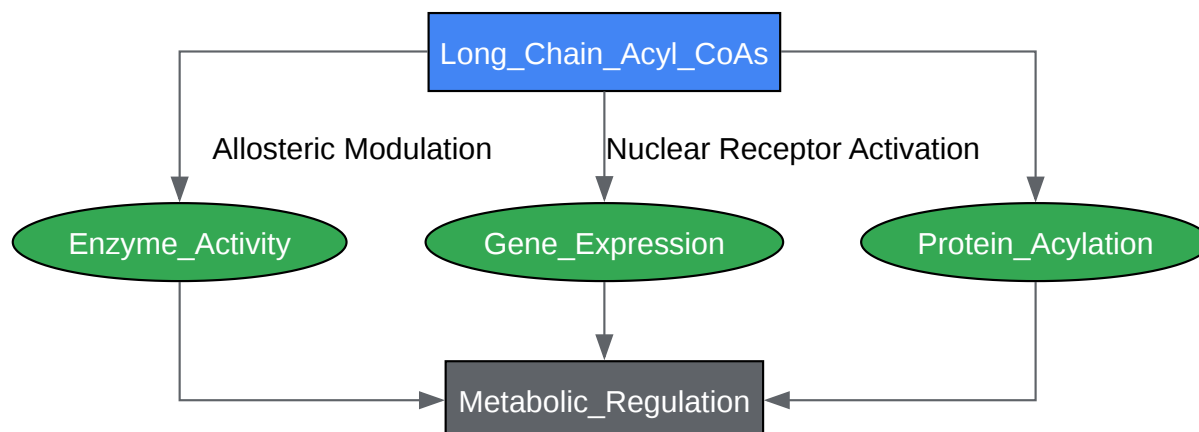 Long_Chain_Acyl_CoAs
Allosteric Modulation
Nuclear Receptor Activation
Enzyme_Activity
Gene_Expression
Protein_Acylation
Metabolic_Regulation